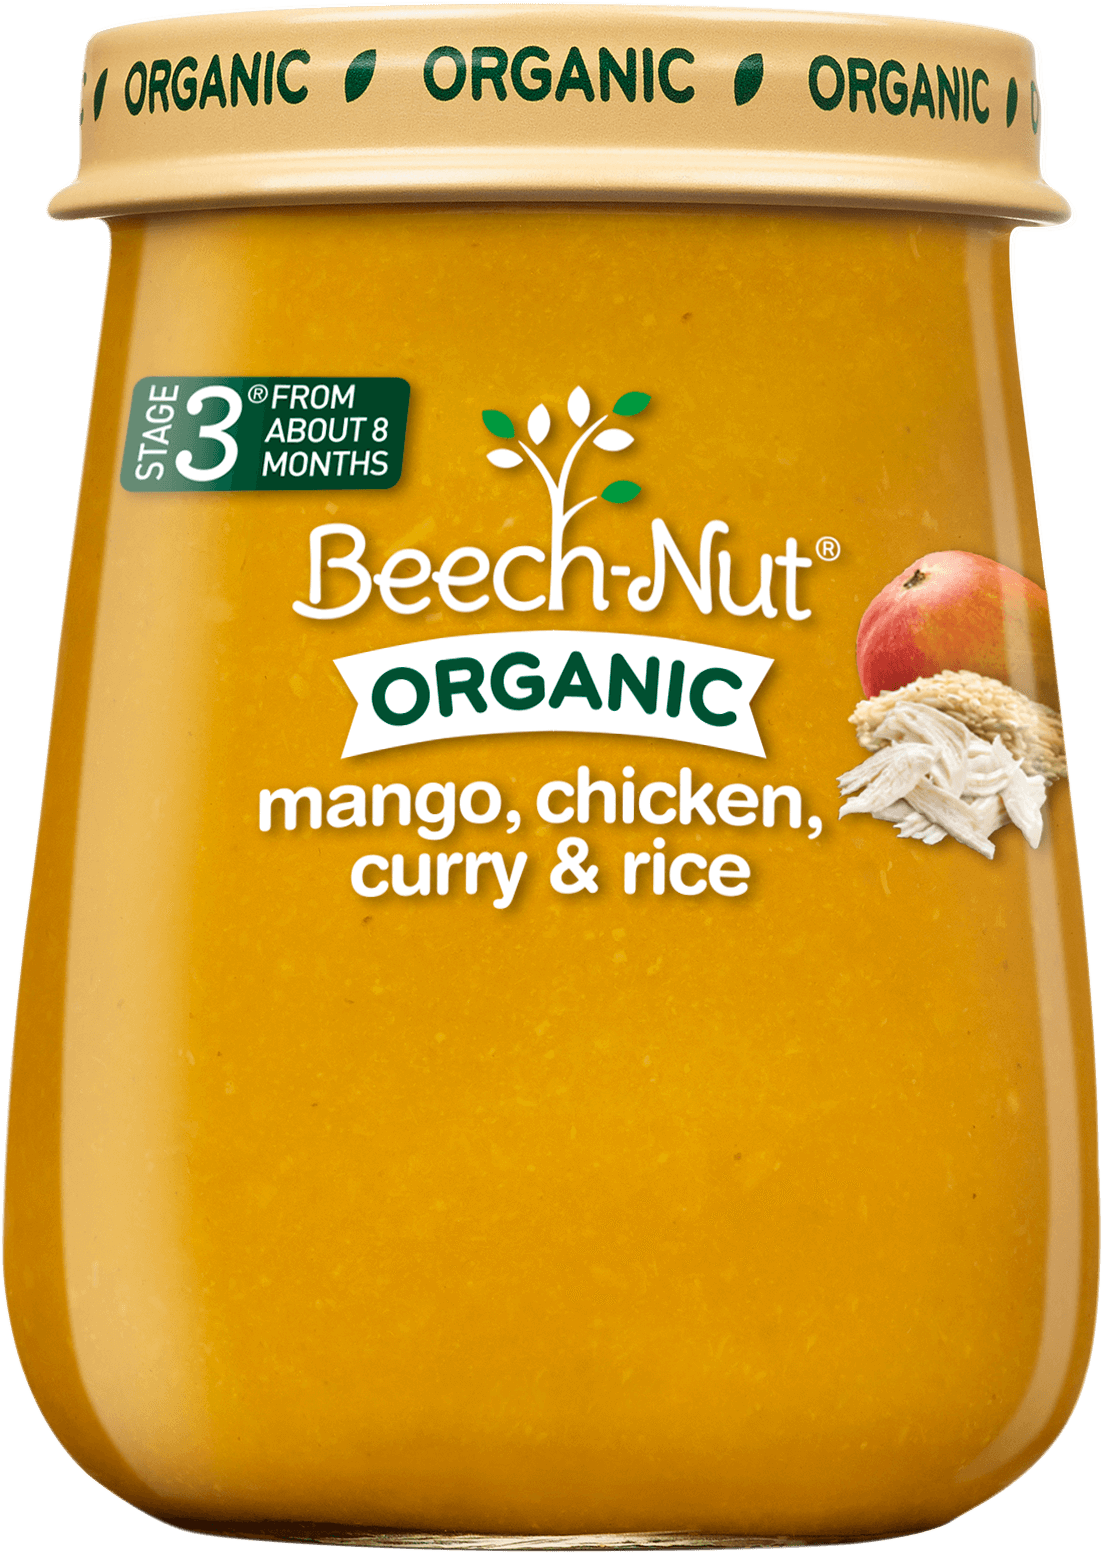 ORGANIC ORGANIC ORGANIC
STAGE 3® FROM
ABOUT 8
MONTHS
Beech-Nut®
ORGANIC
mango, chicken,
curry & rice